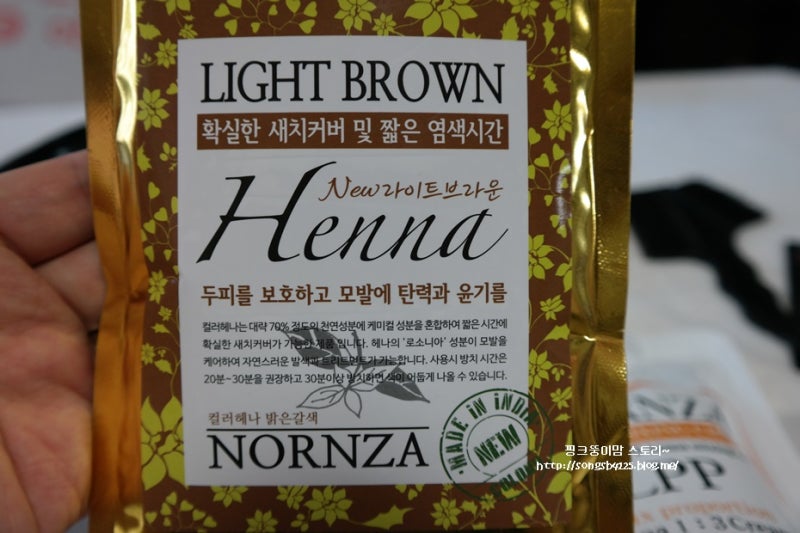 LIGHT BROWN
확실한 새치커버 및 짧은 염색시간
New라이트브라운
Henna
두피를 보호하고 모발에 탄력과 윤기를
컬러헤나는 대략 70% 정도의 천연성분에 케미컬 성분을 혼합하여 짧은 시간에
확실한 새치커버가 가능한 제품 입니다. 헤나의 '로소니아' 성분이 모발을
케어하여 자연스러운 발색과 트리트먼트가 가능합니다. 사용시 방치 시간은
20분~30분을 권장하고 30분이상 방치하면 색이 어둡게 나올 수 있습니다.
컬러헤나 밝은갈색
NORNZA
MADE IN INDIA
NEW
핑크뚱이맘 스토리~
http://songsby125.blog.me/
NORNZA
LPP
proportion
1:3